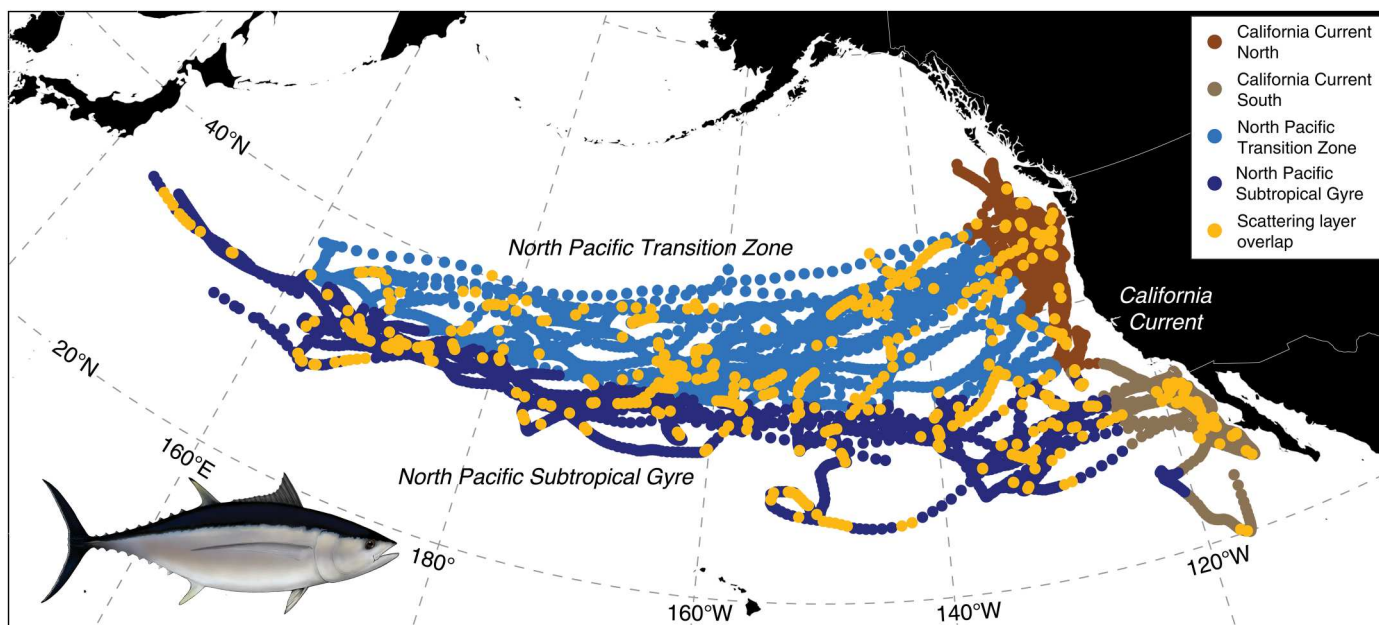 California Current
North
California Current
South
North Pacific
Transition Zone
North Pacific
Subtropical Gyre
Scattering layer
overlap
40°N
North Pacific Transition Zone
California
Current
20°N
160°E
North Pacific Subtropical Gyre
180°
160°W
140°W
120°W